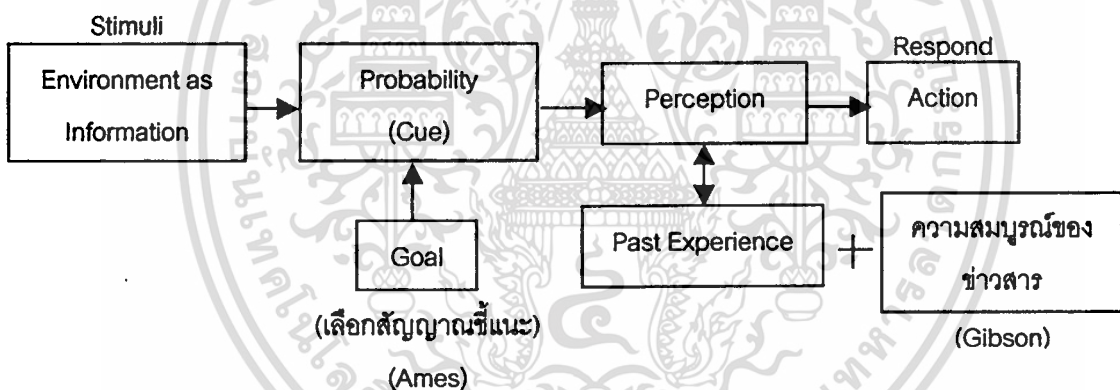 Stimuli
Environment as
Information
Probability
(Cue)
Perception
Respond
Action
Goal
(เลือกสัญญาณชี้แนะ)
(Ames)
Past Experience
+
ความสมบูรณ์ของ
ข่าวสาร
(Gibson)